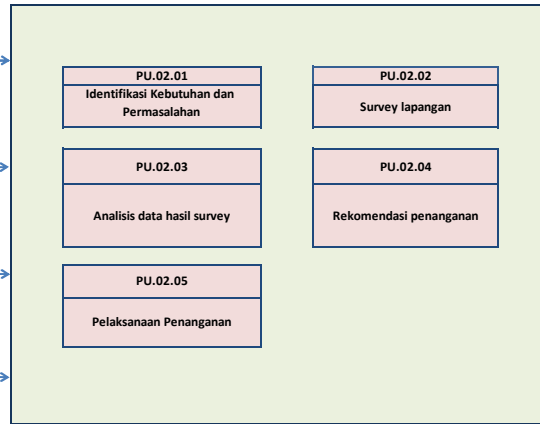 PU.02.01
Identifikasi Kebutuhan dan
Permasalahan
PU.02.02
Survey lapangan
PU.02.03
Analisis data hasil survey
PU.02.04
Rekomendasi penanganan
PU.02.05
Pelaksanaan Penanganan